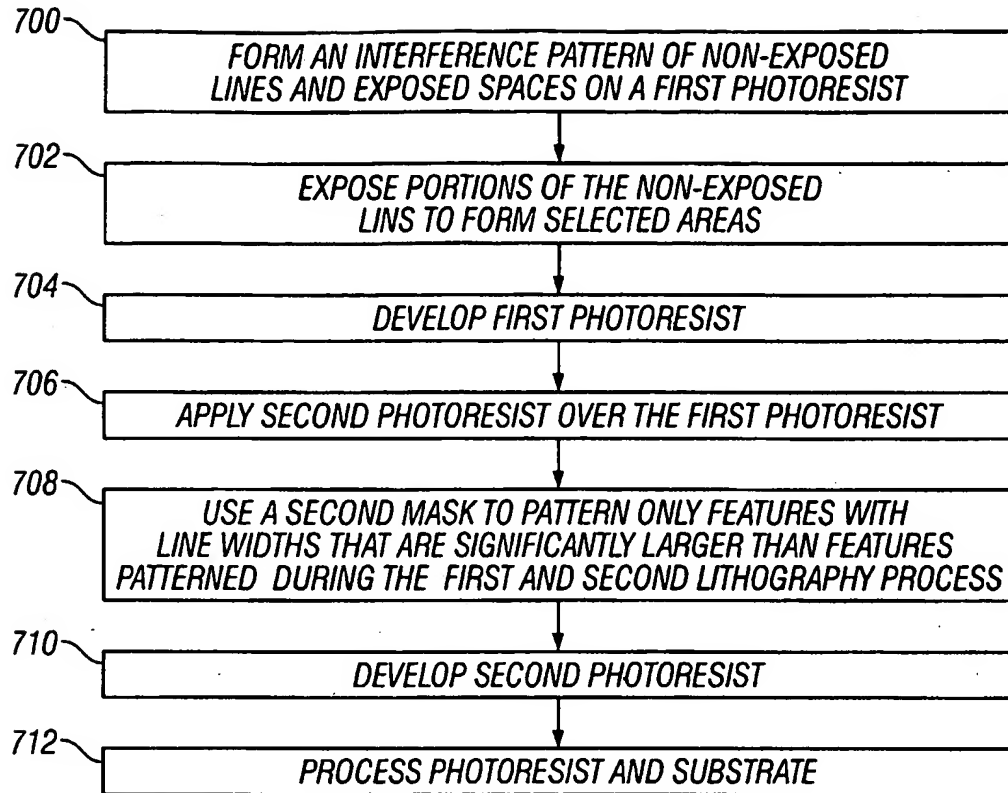 700
FORM AN INTERFERENCE PATTERN OF NON-EXPOSED
LINES AND EXPOSED SPACES ON A FIRST PHOTORESIST
702
EXPOSE PORTIONS OF THE NON-EXPOSED
LINS TO FORM SELECTED AREAS
704
DEVELOP FIRST PHOTORESIST
706
APPLY SECOND PHOTORESIST OVER THE FIRST PHOTORESIST
708
USE A SECOND MASK TO PATTERN ONLY FEATURES WITH
LINE WIDTHS THAT ARE SIGNIFICANTLY LARGER THAN FEATURES
PATTERNED DURING THE FIRST AND SECOND LITHOGRAPHY PROCESS
710
DEVELOP SECOND PHOTORESIST
712
PROCESS PHOTORESIST AND SUBSTRATE